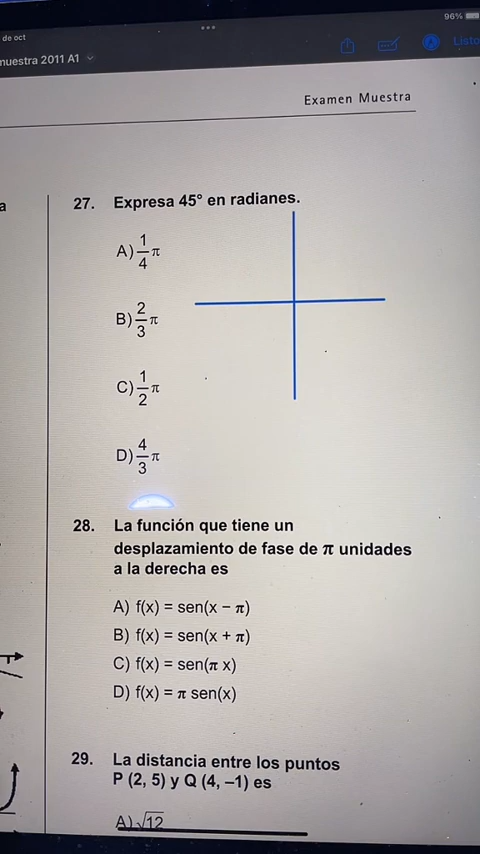 96%
de oct
muestra 2011 A1
Listo
Examen Muestra
a
27. Expresa 45° en radianes.
A) 1/4 π
B) 2/3 π
C) 1/2 π
D) 4/3 π
28. La función que tiene un
desplazamiento de fase de π unidades
a la derecha es
A) f(x) = sen(x − π)
B) f(x) = sen(x + π)
C) f(x) = sen(π x)
D) f(x) = π sen(x)
29. La distancia entre los puntos
P (2, 5) y Q (4, –1) es
A) √12